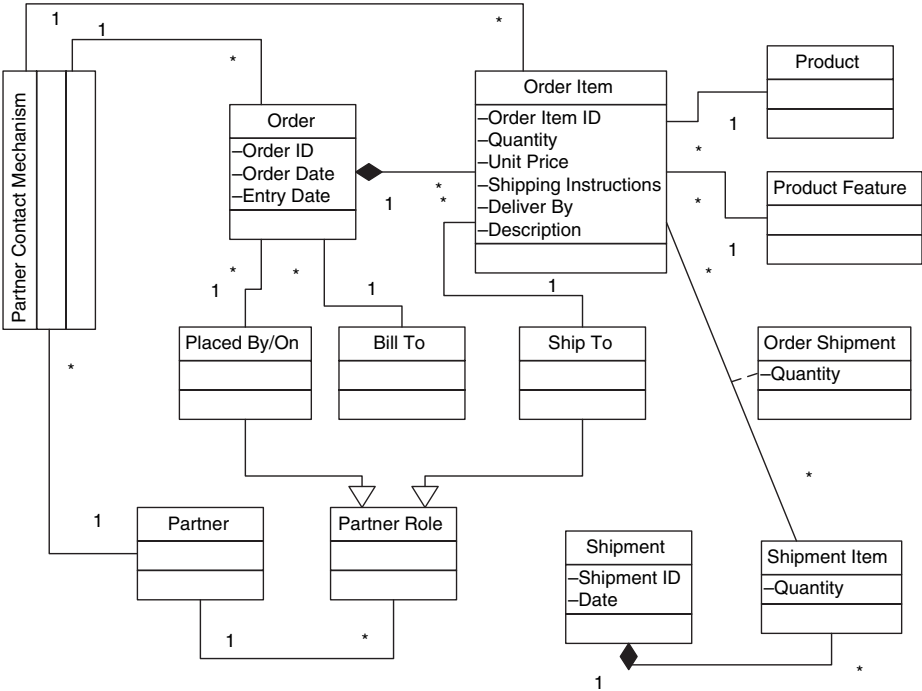 1
*
1
*
Partner Contact Mechanism
Order
–Order ID
–Order Date
–Entry Date
1
*
*
Order Item
–Order Item ID
–Quantity
–Unit Price
–Shipping Instructions
–Deliver By
–Description
Product
1
*
Product Feature
*
1
*
*
1
*
1
1
Placed By/On
Bill To
Ship To
Order Shipment
–Quantity
*
*
1
Partner
Partner Role
1
*
Shipment
–Shipment ID
–Date
Shipment Item
–Quantity
1
*